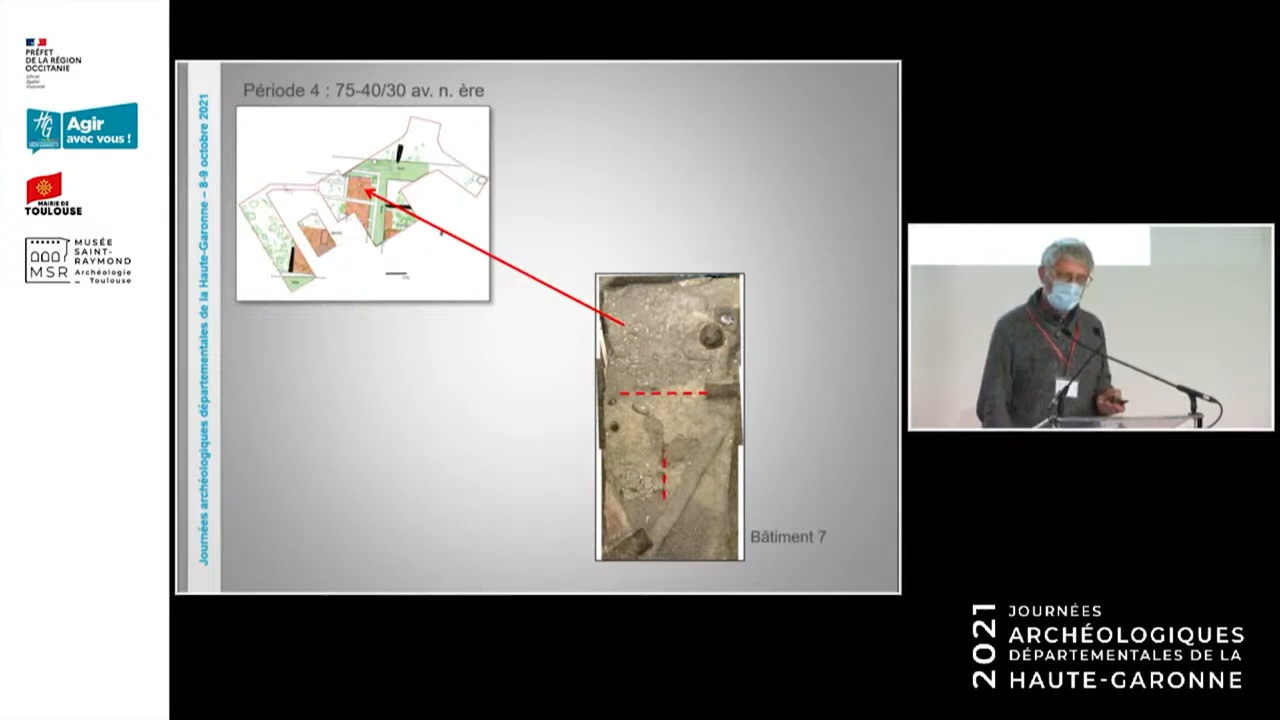 PRÉFET
DE LA RÉGION
OCCITANIE
Liberté
Égalité
Fraternité
HG
Agir
avec vous !
MAIRIE DE
TOULOUSE
MSR
MUSÉE
SAINT-
RAYMOND
Archéologie
Toulouse
Journées archéologiques départementales de la Haute-Garonne – 8-9 octobre 2021
Période 4 : 75-40/30 av. n. ère
Bâtiment 7
2021
JOURNÉES
ARCHÉOLOGIQUES
DÉPARTEMENTALES DE LA
HAUTE-GARONNE